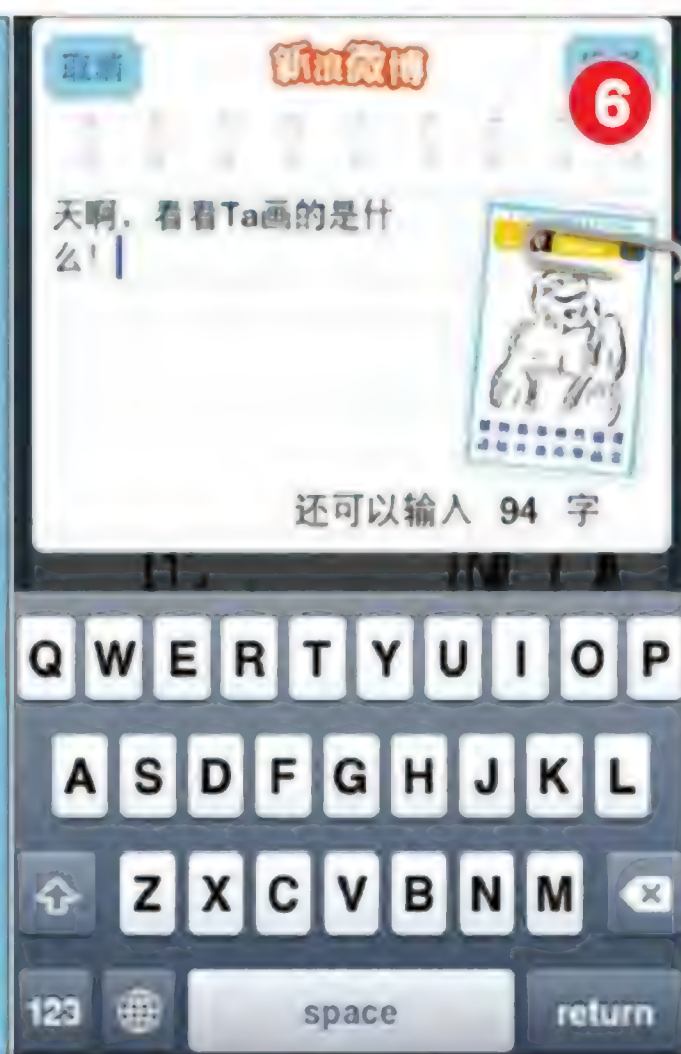 取消
新浪微博
6
天啊，看看Ta画的是什
么！
还可以输入 94 字
Q W E R T Y U I O P
A S D F G H J K L
Z X C V B N M
123 space return